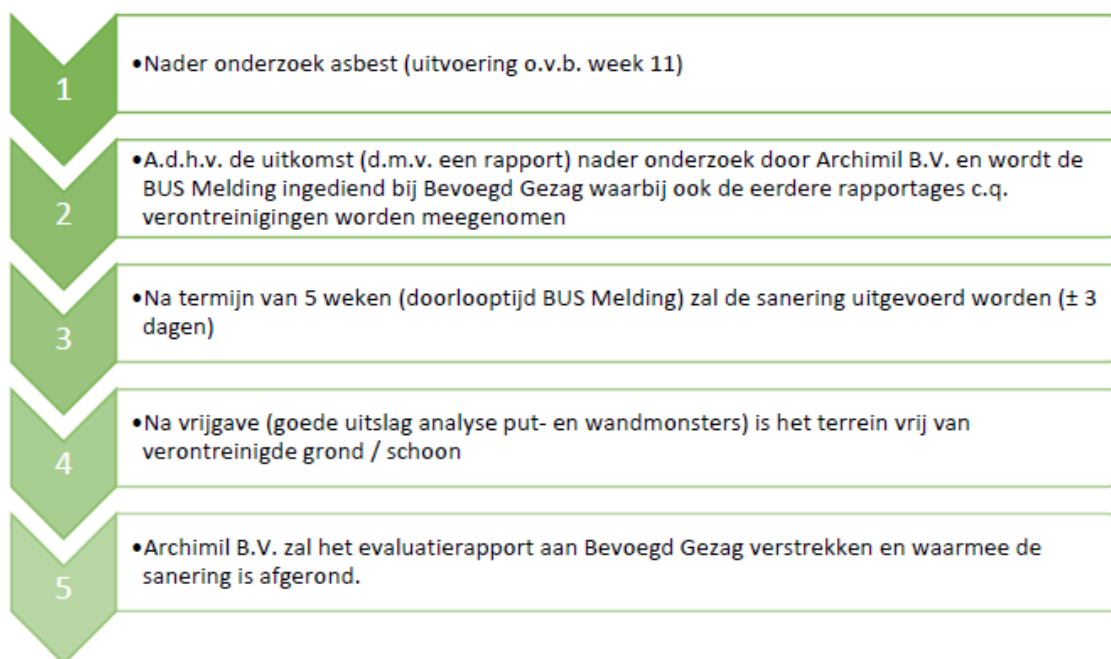 1
•Nader onderzoek asbest (uitvoering o.v.b. week 11)
2
•A.d.h.v. de uitkomst (d.m.v. een rapport) nader onderzoek door Archimil B.V. en wordt de
BUS Melding ingediend bij Bevoegd Gezag waarbij ook de eerdere rapportages c.q.
verontreinigingen worden meegenomen
3
•Na termijn van 5 weken (doorlooptijd BUS Melding) zal de sanering uitgevoerd worden (± 3
dagen)
4
•Na vrijgave (goede uitslag analyse put- en wandmonsters) is het terrein vrij van
verontreinigde grond / schoon
5
•Archimil B.V. zal het evaluatierapport aan Bevoegd Gezag verstrekken en waarmee de
sanering is afgerond.